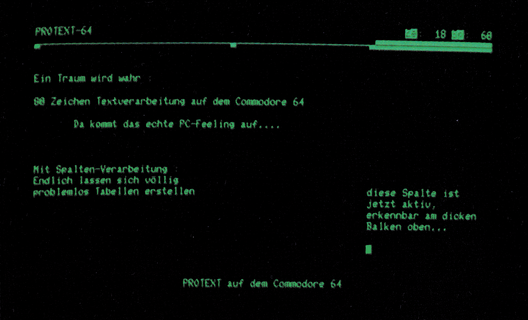 PROTEXT-64
ZE: 18 SP: 60
Ein Traum wird wahr :
80 Zeichen Textverarbeitung auf dem Commodore 64
Da kommt das echte PC-Feeling auf....
Mit Spalten-Verarbeitung :
Endlich lassen sich völlig
problemlos Tabellen erstellen
diese Spalte ist
jetzt aktiv,
erkennbar am dicken
Balken oben...
PROTEXT auf dem Commodore 64